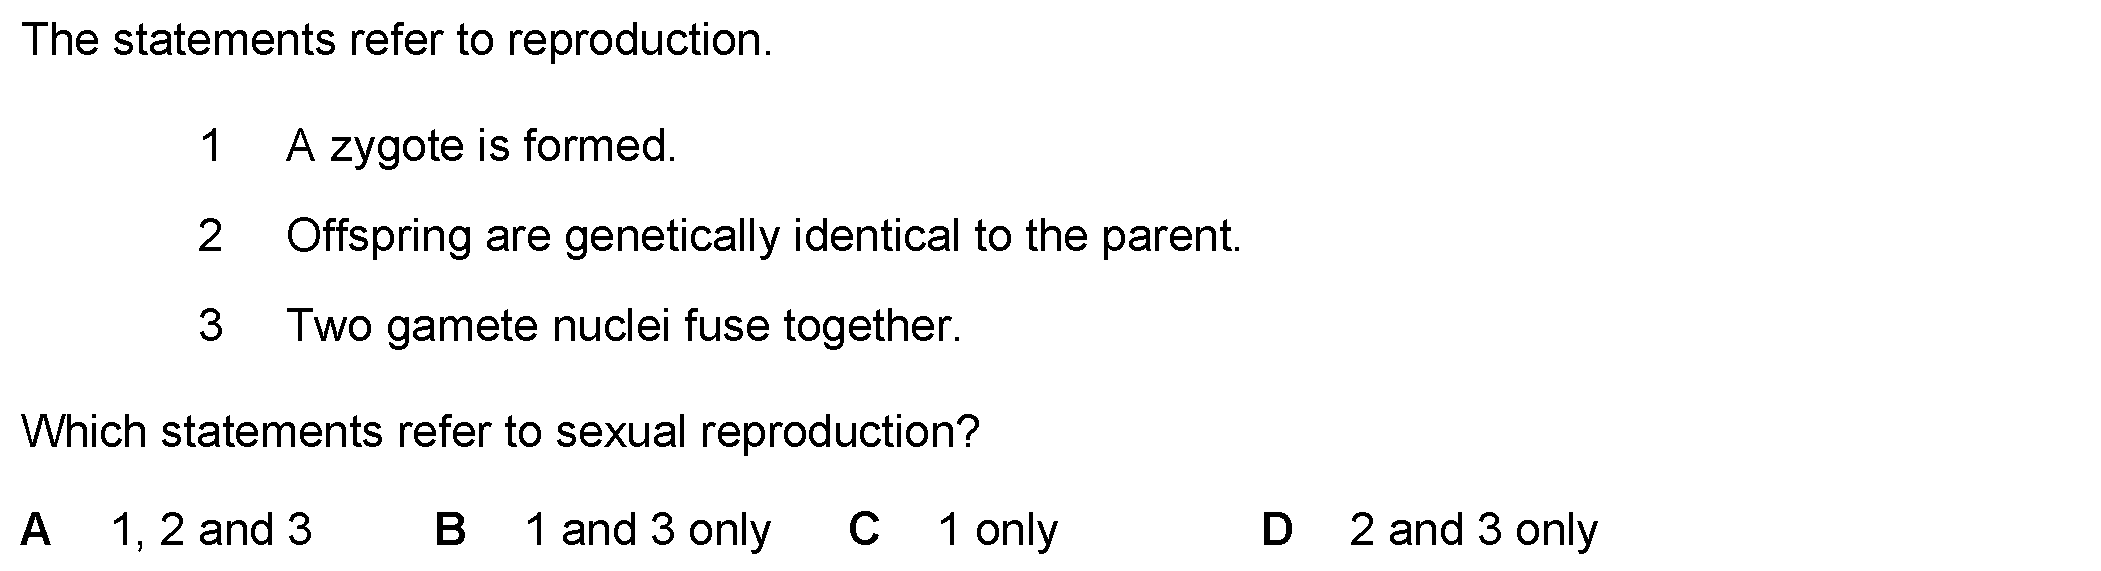 The statements refer to reproduction.
1 A zygote is formed.
2 Offspring are genetically identical to the parent.
3 Two gamete nuclei fuse together.
Which statements refer to sexual reproduction?
A 1, 2 and 3 B 1 and 3 only C 1 only D 2 and 3 only